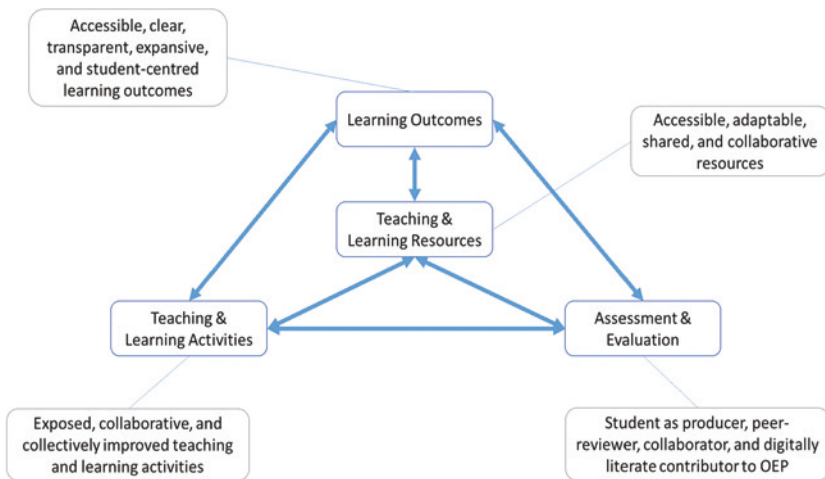 Accessible, clear,
transparent, expansive,
and student-centred
learning outcomes
Learning Outcomes
Accessible, adaptable,
shared, and collaborative
resources
Teaching &
Learning Resources
Teaching &
Learning Activities
Assessment &
Evaluation
Exposed, collaborative, and
collectively improved teaching
and learning activities
Student as producer, peer-
reviewer, collaborator, and digitally
literate contributor to OEP